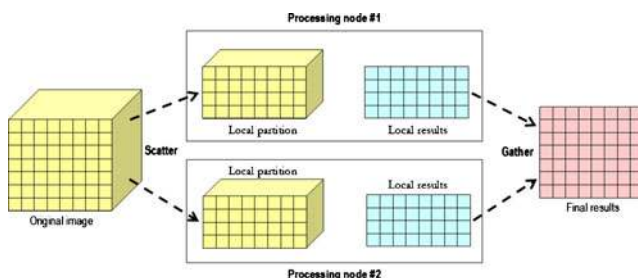 Processing node #1
Local partition
Local results
Scatter
Original image
Gather
Final results
Local partition
Local results
Processing node #2